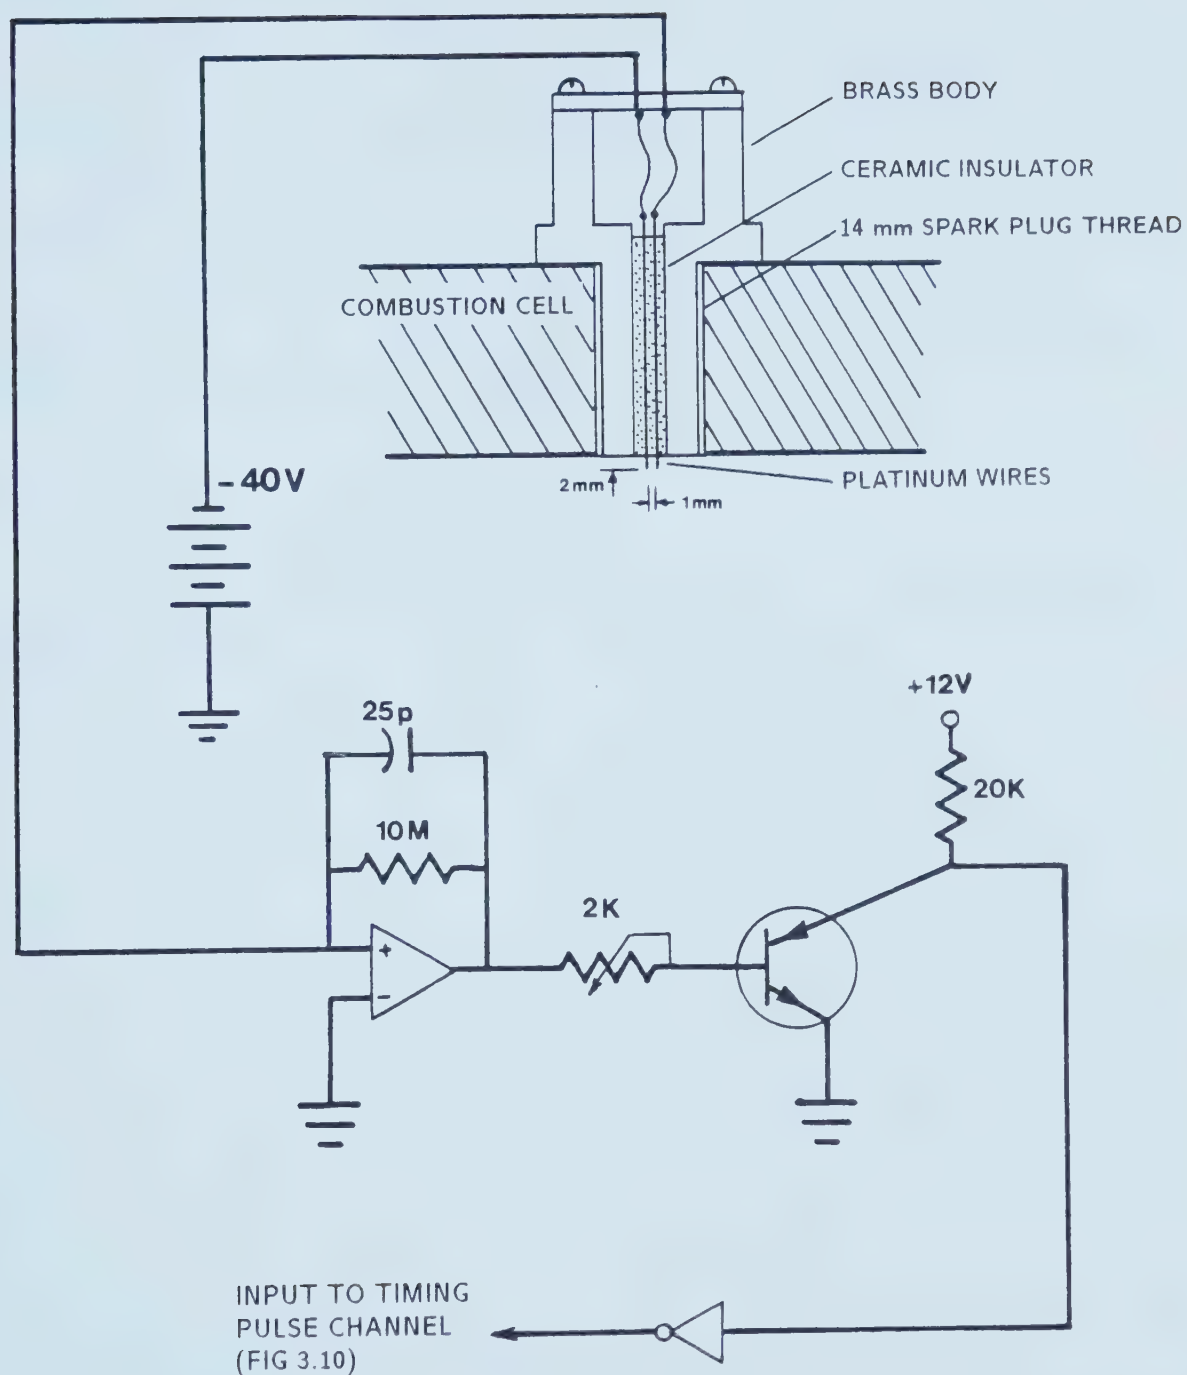 BRASS BODY
CERAMIC INSULATOR
14 mm SPARK PLUG THREAD
COMBUSTION CELL
PLATINUM WIRES
2mm
1mm
-40V
+12V
25p
20K
10M
2K
+
-
INPUT TO TIMING
PULSE CHANNEL
(FIG 3.10)